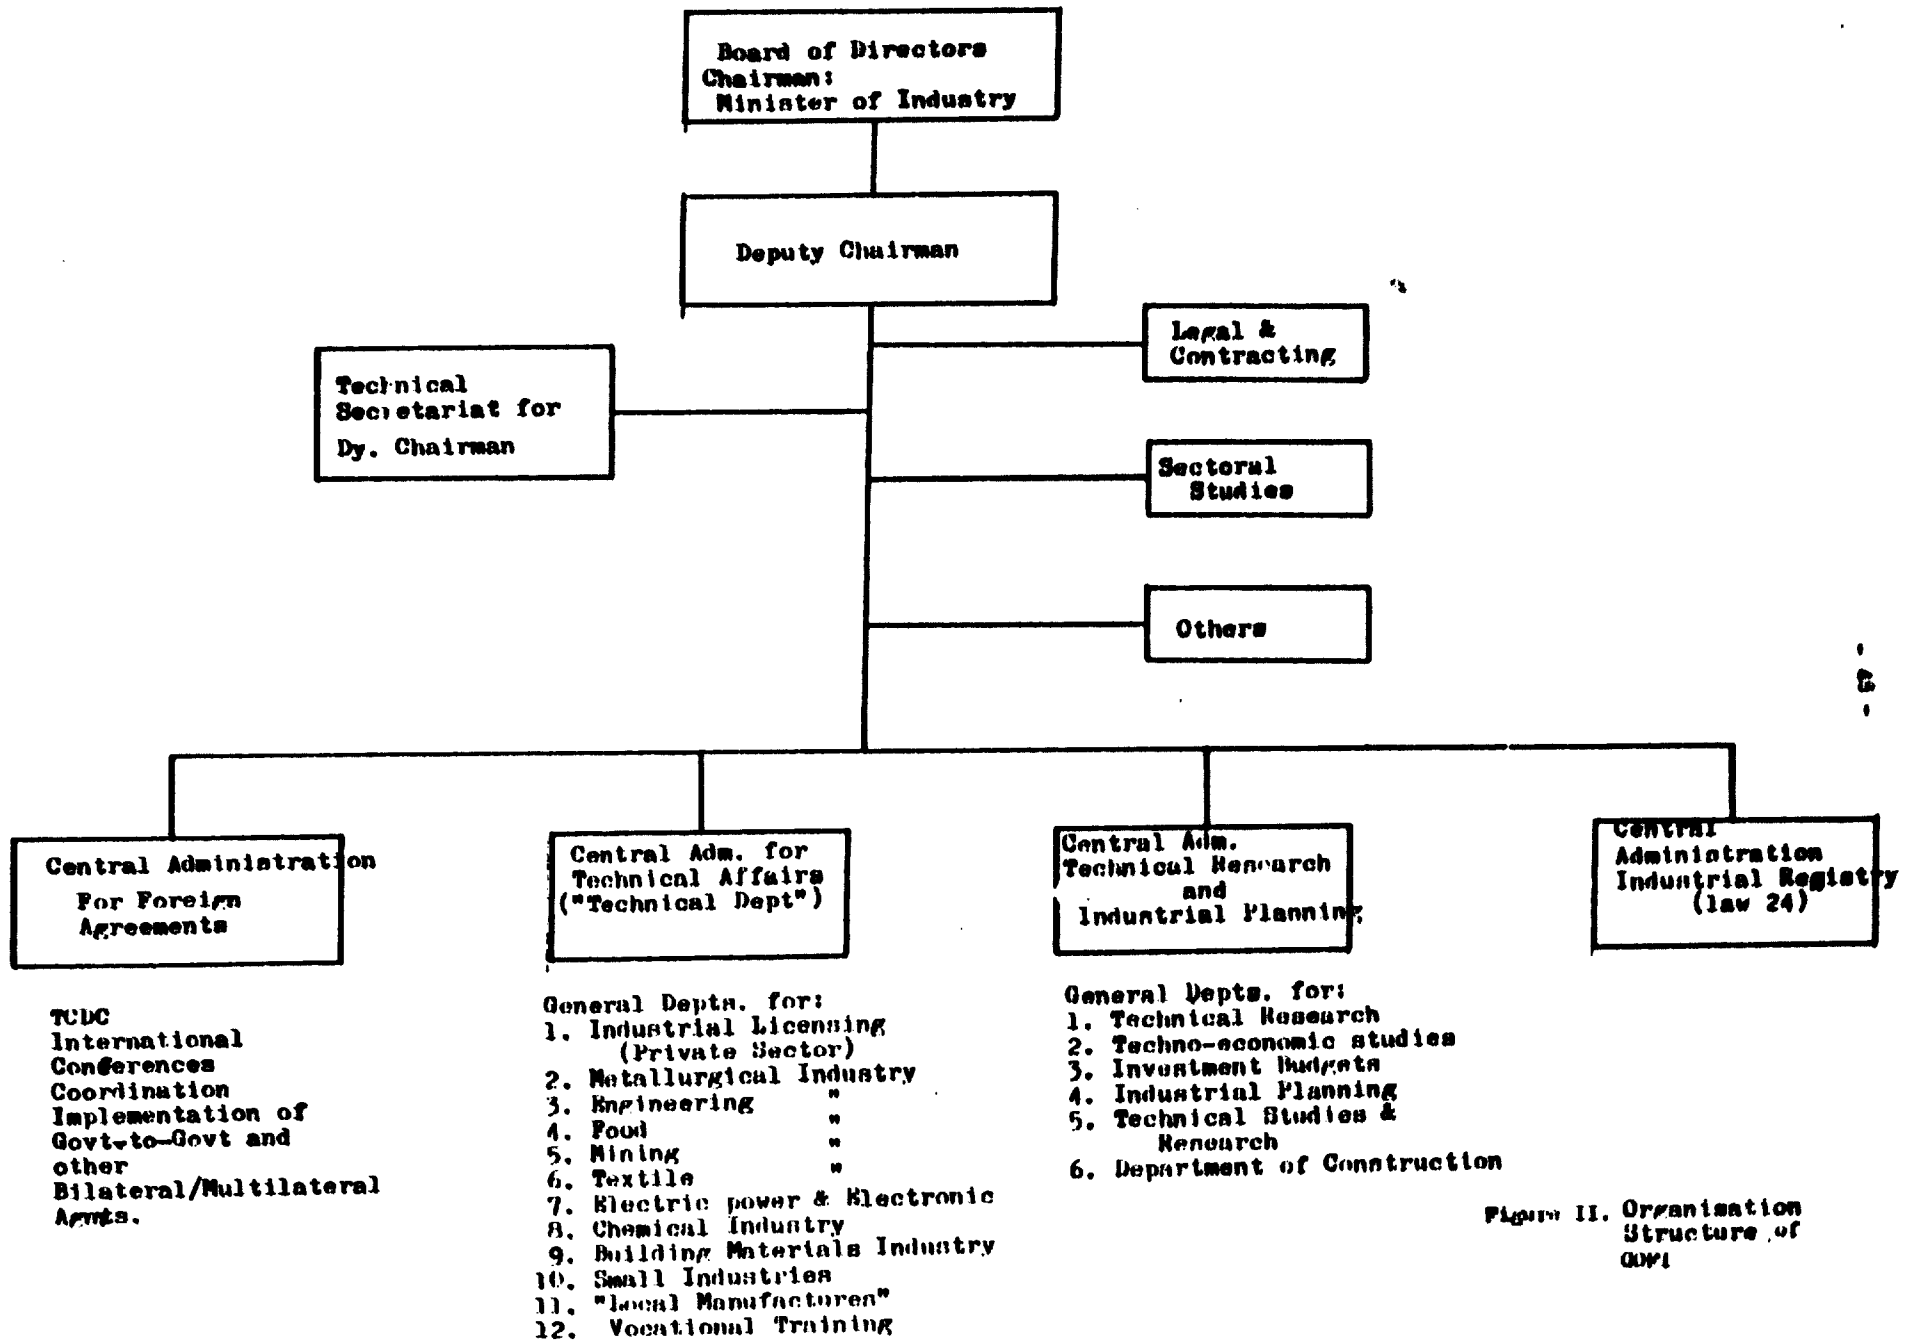 Board of Directors
Chairman:
Minister of Industry
Deputy Chairman
Legal &
Contracting
Technical
Secretariat for
Dy. Chairman
Sectoral
Studies
Others
Central Administration
For Foreign
Agreements
Central Adm. for
Technical Affairs
("Technical Dept")
Central Adm.
Technical Research
and
Industrial Planning
Central
Administration
Industrial Registry
(law 24)
TCDC
International
Conferences
Coordination
Implementation of
Govt-to-Govt and
other
Bilateral/Multilateral
Agmts.
General Depts. for:
1. Industrial Licensing
(Private Sector)
2. Metallurgical Industry
3. Engineering "
4. Food "
5. Mining "
6. Textile "
7. Electric power & Electronic
8. Chemical Industry
9. Building Materials Industry
10. Small Industries
11. "Local Manufactures"
12. Vocational Training
General Depts. for:
1. Technical Research
2. Techno-economic studies
3. Investment Budgets
4. Industrial Planning
5. Technical Studies &
Research
6. Department of Construction
Figure II. Organisation
Structure of